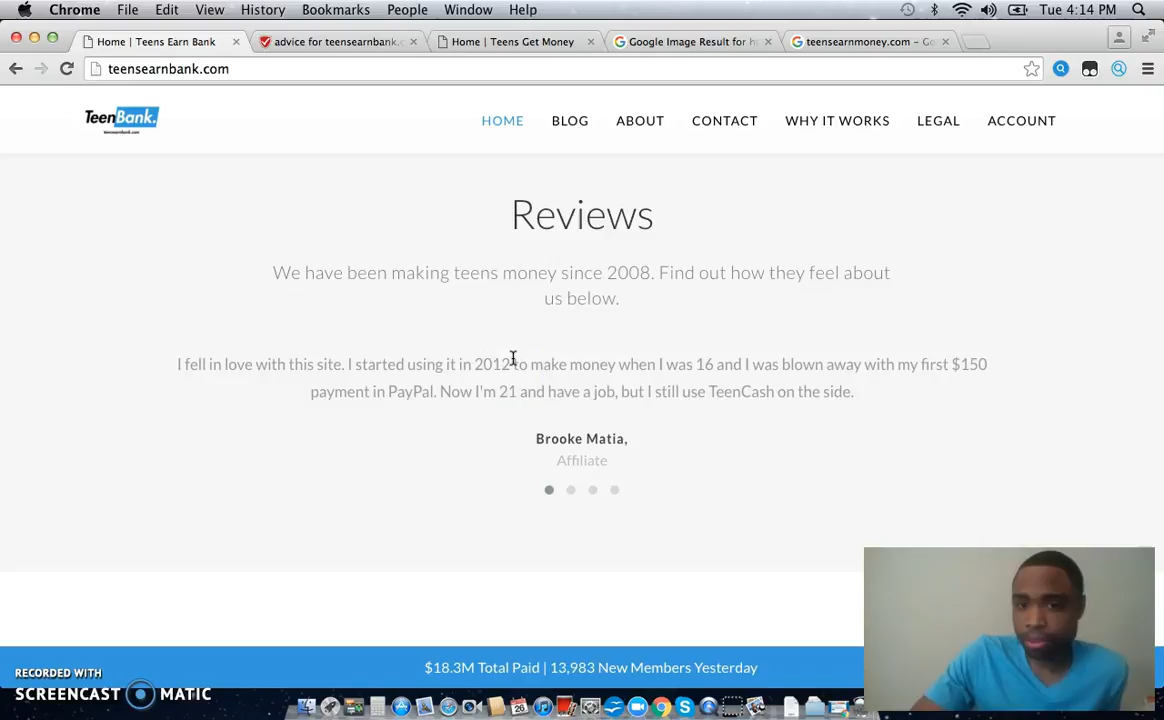 Chrome File Edit View History Bookmarks People Window Help Tue 4:14 PM
Home | Teens Earn Bank advice for teensearnbank.c Home | Teens Get Money Google Image Result for h teensearnmoney.com – Go
teensearnbank.com
TeenBank.
teensearnbank.com
HOME BLOG ABOUT CONTACT WHY IT WORKS LEGAL ACCOUNT
Reviews
We have been making teens money since 2008. Find out how they feel about
us below.
I fell in love with this site. I started using it in 2012 to make money when I was 16 and I was blown away with my first $150
payment in PayPal. Now I'm 21 and have a job, but I still use TeenCash on the side.
Brooke Matia,
Affiliate
$18.3M Total Paid | 13,983 New Members Yesterday
RECORDED WITH
SCREENCAST MATIC
26